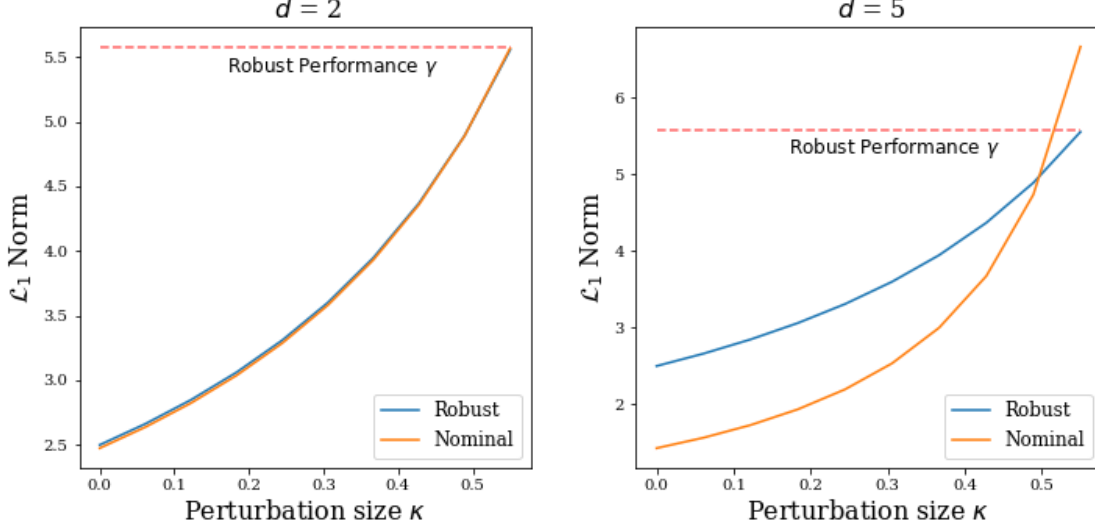 d = 2
5.5
5.0
4.5
4.0
3.5
3.0
2.5
ℒ₁ Norm
Robust Performance γ
Robust
Nominal
0.0 0.1 0.2 0.3 0.4 0.5
Perturbation size κ
d = 5
6
5
4
3
2
ℒ₁ Norm
Robust Performance γ
Robust
Nominal
0.0 0.1 0.2 0.3 0.4 0.5
Perturbation size κ